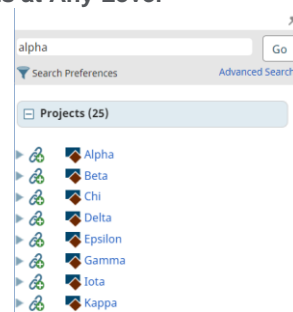 s at Any Level
alpha
Go
Search Preferences
Advanced Search
Projects (25)
Alpha
Beta
Chi
Delta
Epsilon
Gamma
Iota
Kappa